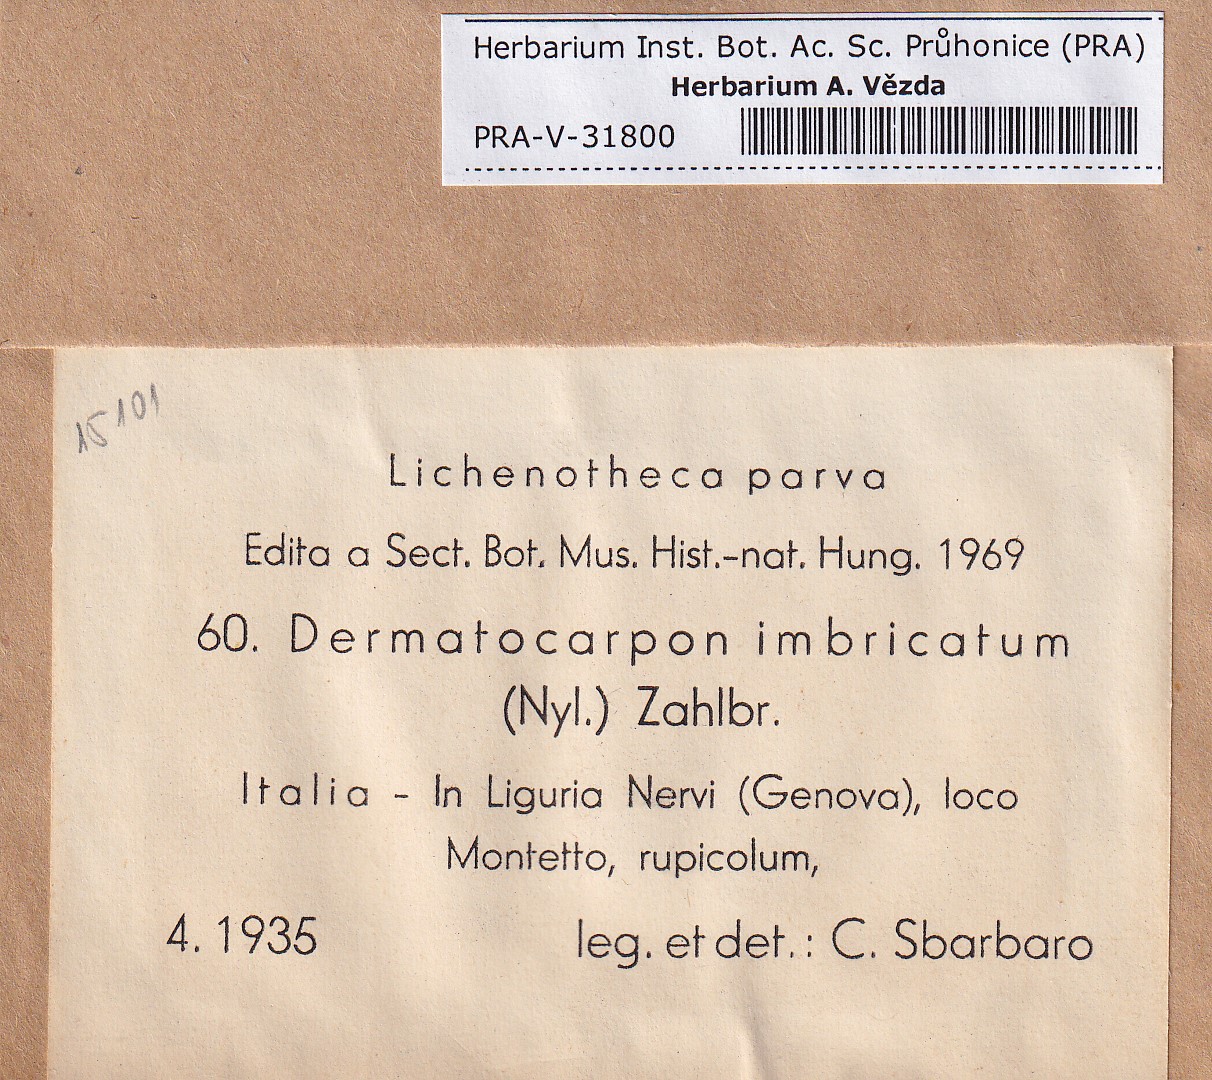 Herbarium Inst. Bot. Ac. Sc. Průhonice (PRA)
Herbarium A. Vězda
PRA-V-31800
15101
Lichenotheca parva
Edita a Sect. Bot. Mus. Hist.-nat. Hung. 1969
60. Dermatocarpon imbricatum
(Nyl.) Zahlbr.
Italia - In Liguria Nervi (Genova), loco
Montetto, rupicolum,
4. 1935 leg. et det.: C. Sbarbaro